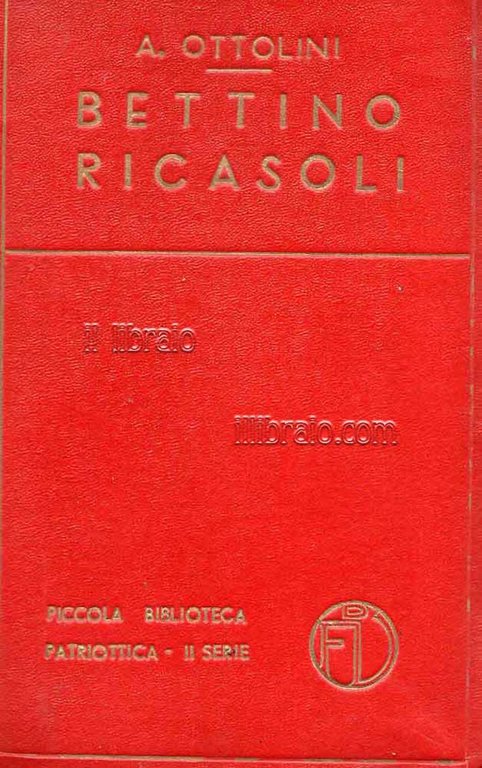 A. OTTOLINI
BETTINO
RICASOLI
il libraio
illibraio.com
PICCOLA BIBLIOTECA
PATRIOTTICA - II SERIE